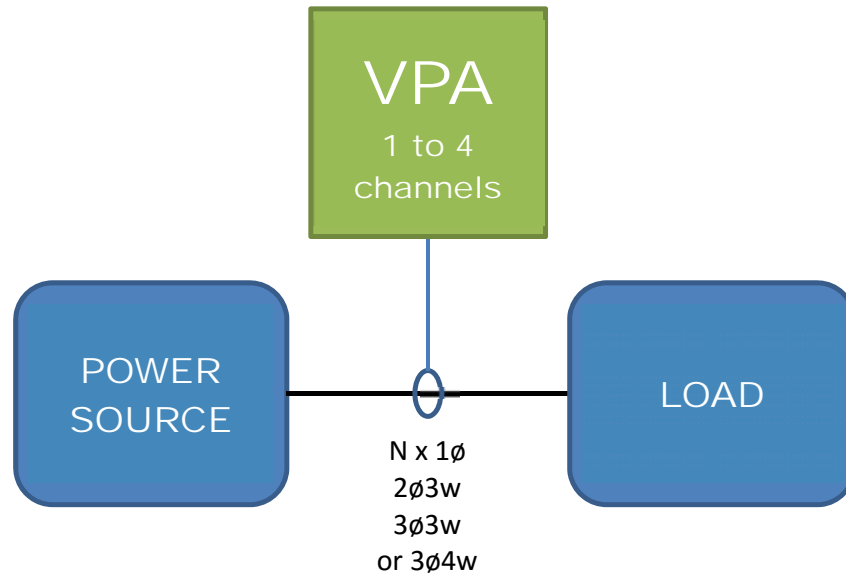 VPA
1 to 4
channels
POWER
SOURCE
LOAD
N x 1ø
2ø3w
3ø3w
or 3ø4w